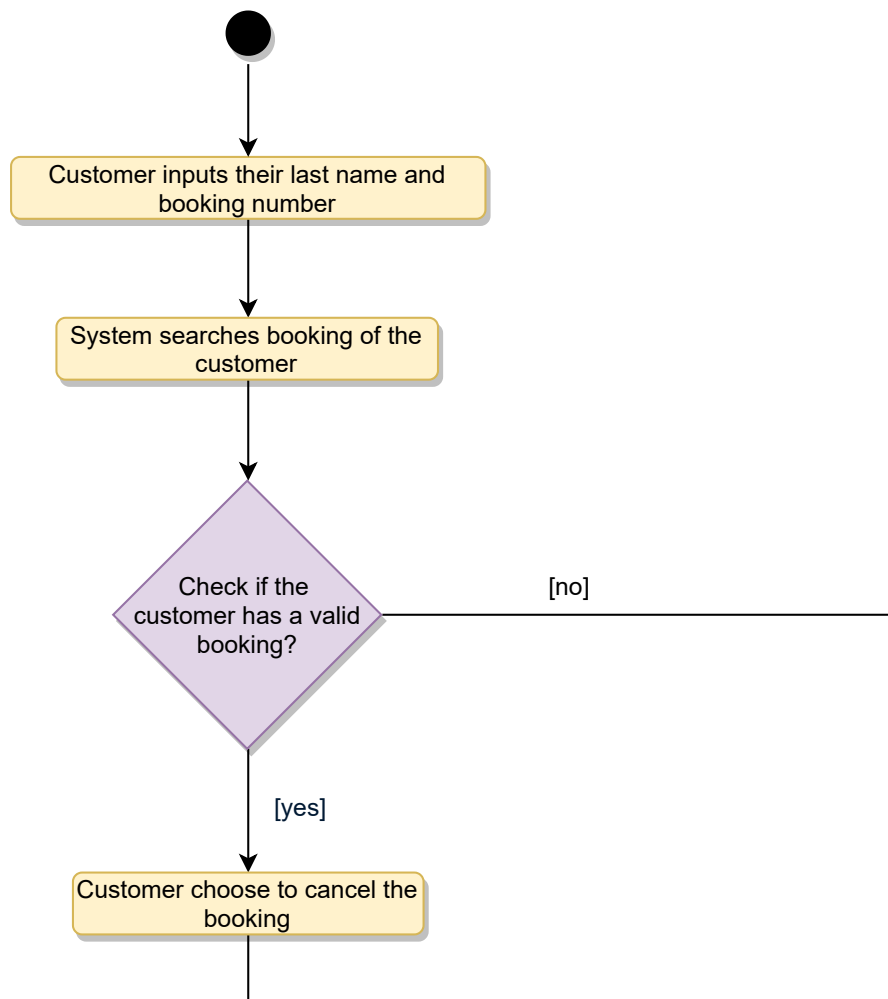 Customer inputs their last name and
booking number
System searches booking of the
customer
Check if the
customer has a valid
booking?
[no]
[yes]
Customer choose to cancel the
booking